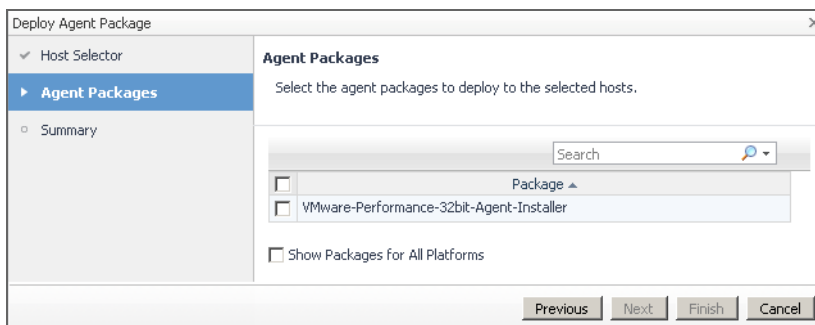 Deploy Agent Package
Host Selector
Agent Packages
Summary
Agent Packages
Select the agent packages to deploy to the selected hosts.
Search
Package
VMware-Performance-32bit-Agent-Installer
Show Packages for All Platforms
Previous
Next
Finish
Cancel